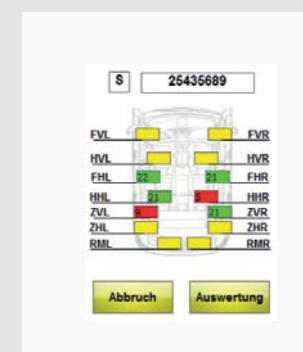 S 25435689
FVL FVR
HVL HVR
FHL 22 21 FHR
HHL 21 5 HHR
ZVL 9 21 ZVR
ZHL ZHR
RML RMR
Abbruch Auswertung